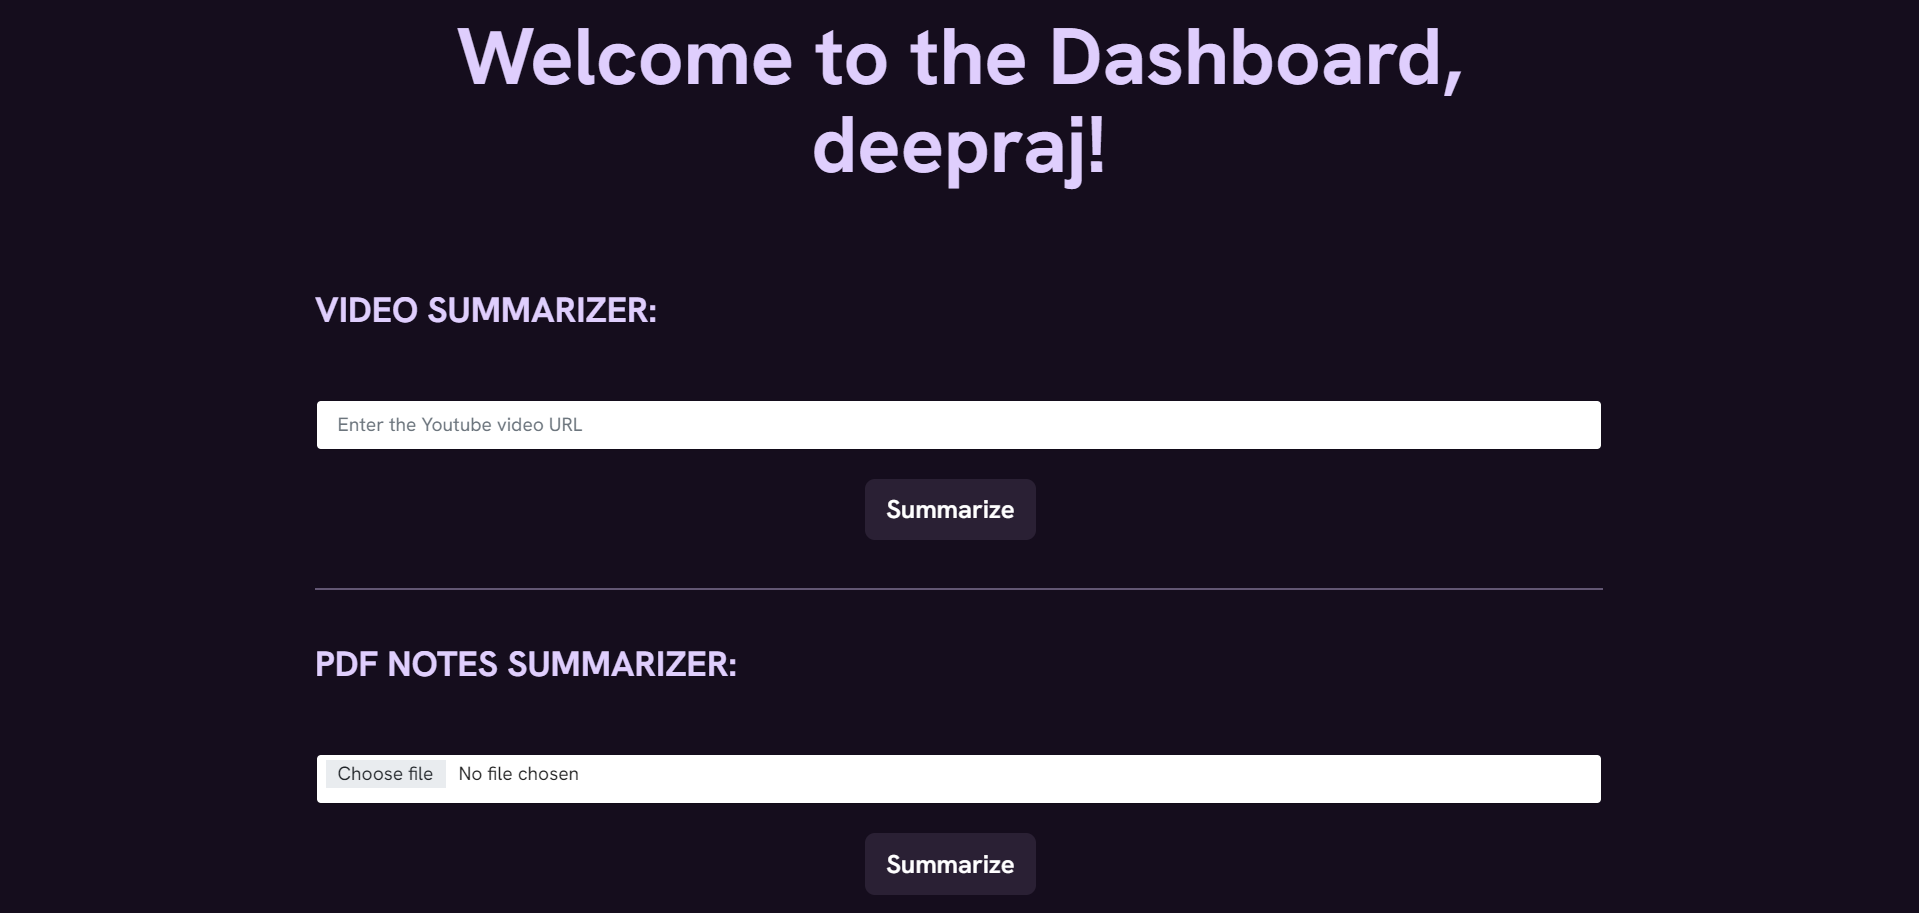 Welcome to the Dashboard,
deepraj!
VIDEO SUMMARIZER:
Enter the Youtube video URL
Summarize
PDF NOTES SUMMARIZER:
Choose file No file chosen
Summarize